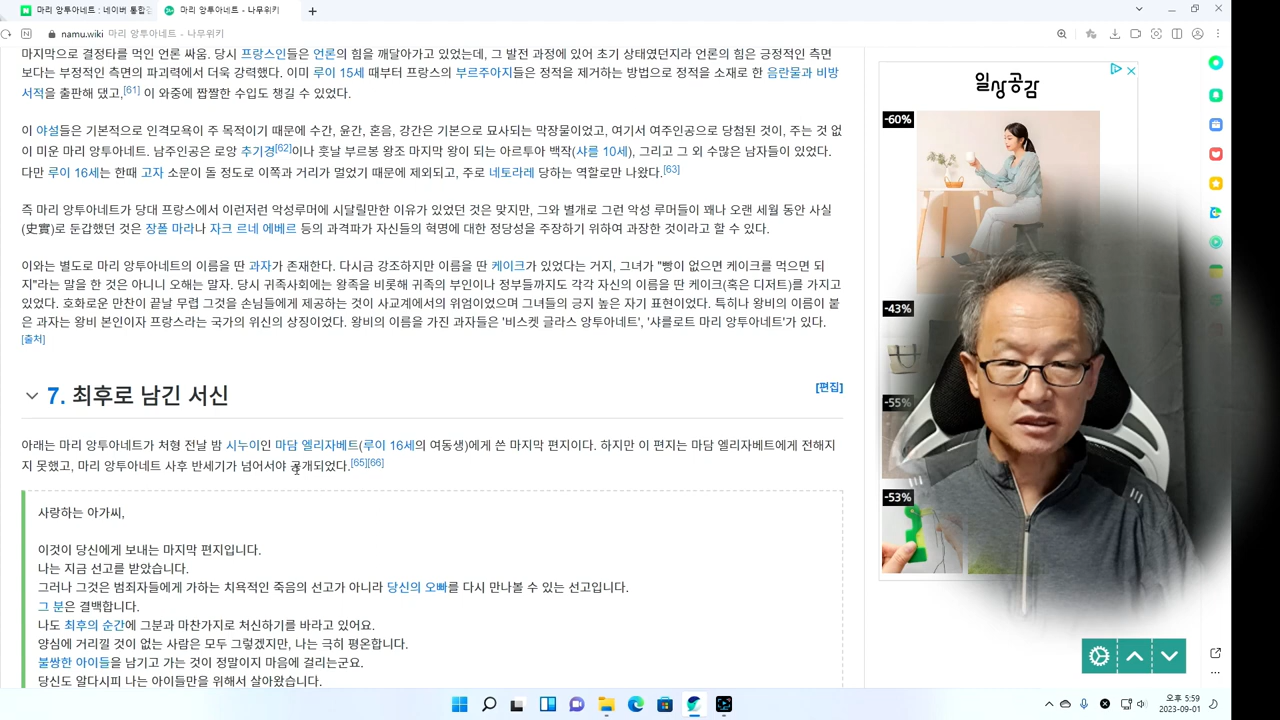 마리 앙투아네트 : 네이버 통합검
마리 앙투아네트 - 나무위키
namu.wiki 마리 앙투아네트 - 나무위키
마지막으로 결정타를 먹인 언론 싸움. 당시 프랑스인들은 언론의 힘을 깨달아가고 있었는데, 그 발전 과정에 있어 초기 상태였던지라 언론의 힘은 긍정적인 측면
보다는 부정적인 측면의 파괴력에서 더욱 강력했다. 이미 루이 15세 때부터 프랑스의 부르주아지들은 정적을 제거하는 방법으로 정적을 소재로 한 음란물과 비방
서적을 출판해 댔고,[61] 이 와중에 짭짤한 수입도 챙길 수 있었다.
이 야설들은 기본적으로 인격모욕이 주 목적이기 때문에 수간, 윤간, 혼음, 강간은 기본으로 묘사되는 막장물이었고, 여기서 여주인공으로 당첨된 것이, 주는 것 없
이 미운 마리 앙투아네트. 남주인공은 로앙 추기경[62]이나 훗날 부르봉 왕조 마지막 왕이 되는 아르투아 백작(샤를 10세), 그리고 그 외 수많은 남자들이 있었다.
다만 루이 16세는 한때 고자 소문이 돌 정도로 이쪽과 거리가 멀었기 때문에 제외되고, 주로 네토라레 당하는 역할로만 나왔다.[63]
즉 마리 앙투아네트가 당대 프랑스에서 이런저런 악성루머에 시달릴만한 이유가 있었던 것은 맞지만, 그와 별개로 그런 악성 루머들이 꽤나 오랜 세월 동안 사실
(史實)로 둔갑했던 것은 장폴 마라나 자크 르네 에베르 등의 과격파가 자신들의 혁명에 대한 정당성을 주장하기 위하여 과장한 것이라고 할 수 있다.
이와는 별도로 마리 앙투아네트의 이름을 딴 과자가 존재한다. 다시금 강조하지만 이름을 딴 케이크가 있었다는 거지, 그녀가 "빵이 없으면 케이크를 먹으면 되
지"라는 말을 한 것은 아니니 오해는 말자. 당시 귀족사회에는 왕족을 비롯해 귀족의 부인이나 정부들까지도 각각 자신의 이름을 딴 케이크(혹은 디저트)를 가지고
있었다. 호화로운 만찬이 끝날 무렵 그것을 손님들에게 제공하는 것이 사교계에서의 위엄이었으며 그녀들의 긍지 높은 자기 표현이었다. 특히나 왕비의 이름이 붙
은 과자는 왕비 본인이자 프랑스라는 국가의 위신의 상징이었다. 왕비의 이름을 가진 과자들은 '비스켓 글라스 앙투아네트', '샤를로트 마리 앙투아네트'가 있다.
[출처]
7. 최후로 남긴 서신
[편집]
아래는 마리 앙투아네트가 처형 전날 밤 시누이인 마담 엘리자베트(루이 16세의 여동생)에게 쓴 마지막 편지이다. 하지만 이 편지는 마담 엘리자베트에게 전해지
지 못했고, 마리 앙투아네트 사후 반세기가 넘어서야 공개되었다.[65][66]
사랑하는 아가씨,
이것이 당신에게 보내는 마지막 편지입니다.
나는 지금 선고를 받았습니다.
그러나 그것은 범죄자들에게 가하는 치욕적인 죽음의 선고가 아니라 당신의 오빠를 다시 만나볼 수 있는 선고입니다.
그 분은 결백합니다.
나도 최후의 순간에 그분과 마찬가지로 처신하기를 바라고 있어요.
양심에 거리낄 것이 없는 사람은 모두 그렇겠지만, 나는 극히 평온합니다.
불쌍한 아이들을 남기고 가는 것이 정말이지 마음에 걸리는군요.
당신도 알다시피 나는 아이들만을 위해서 살아왔습니다.
일상공감
-60%
-43%
-55%
-53%
오후 5:59
2023-09-01